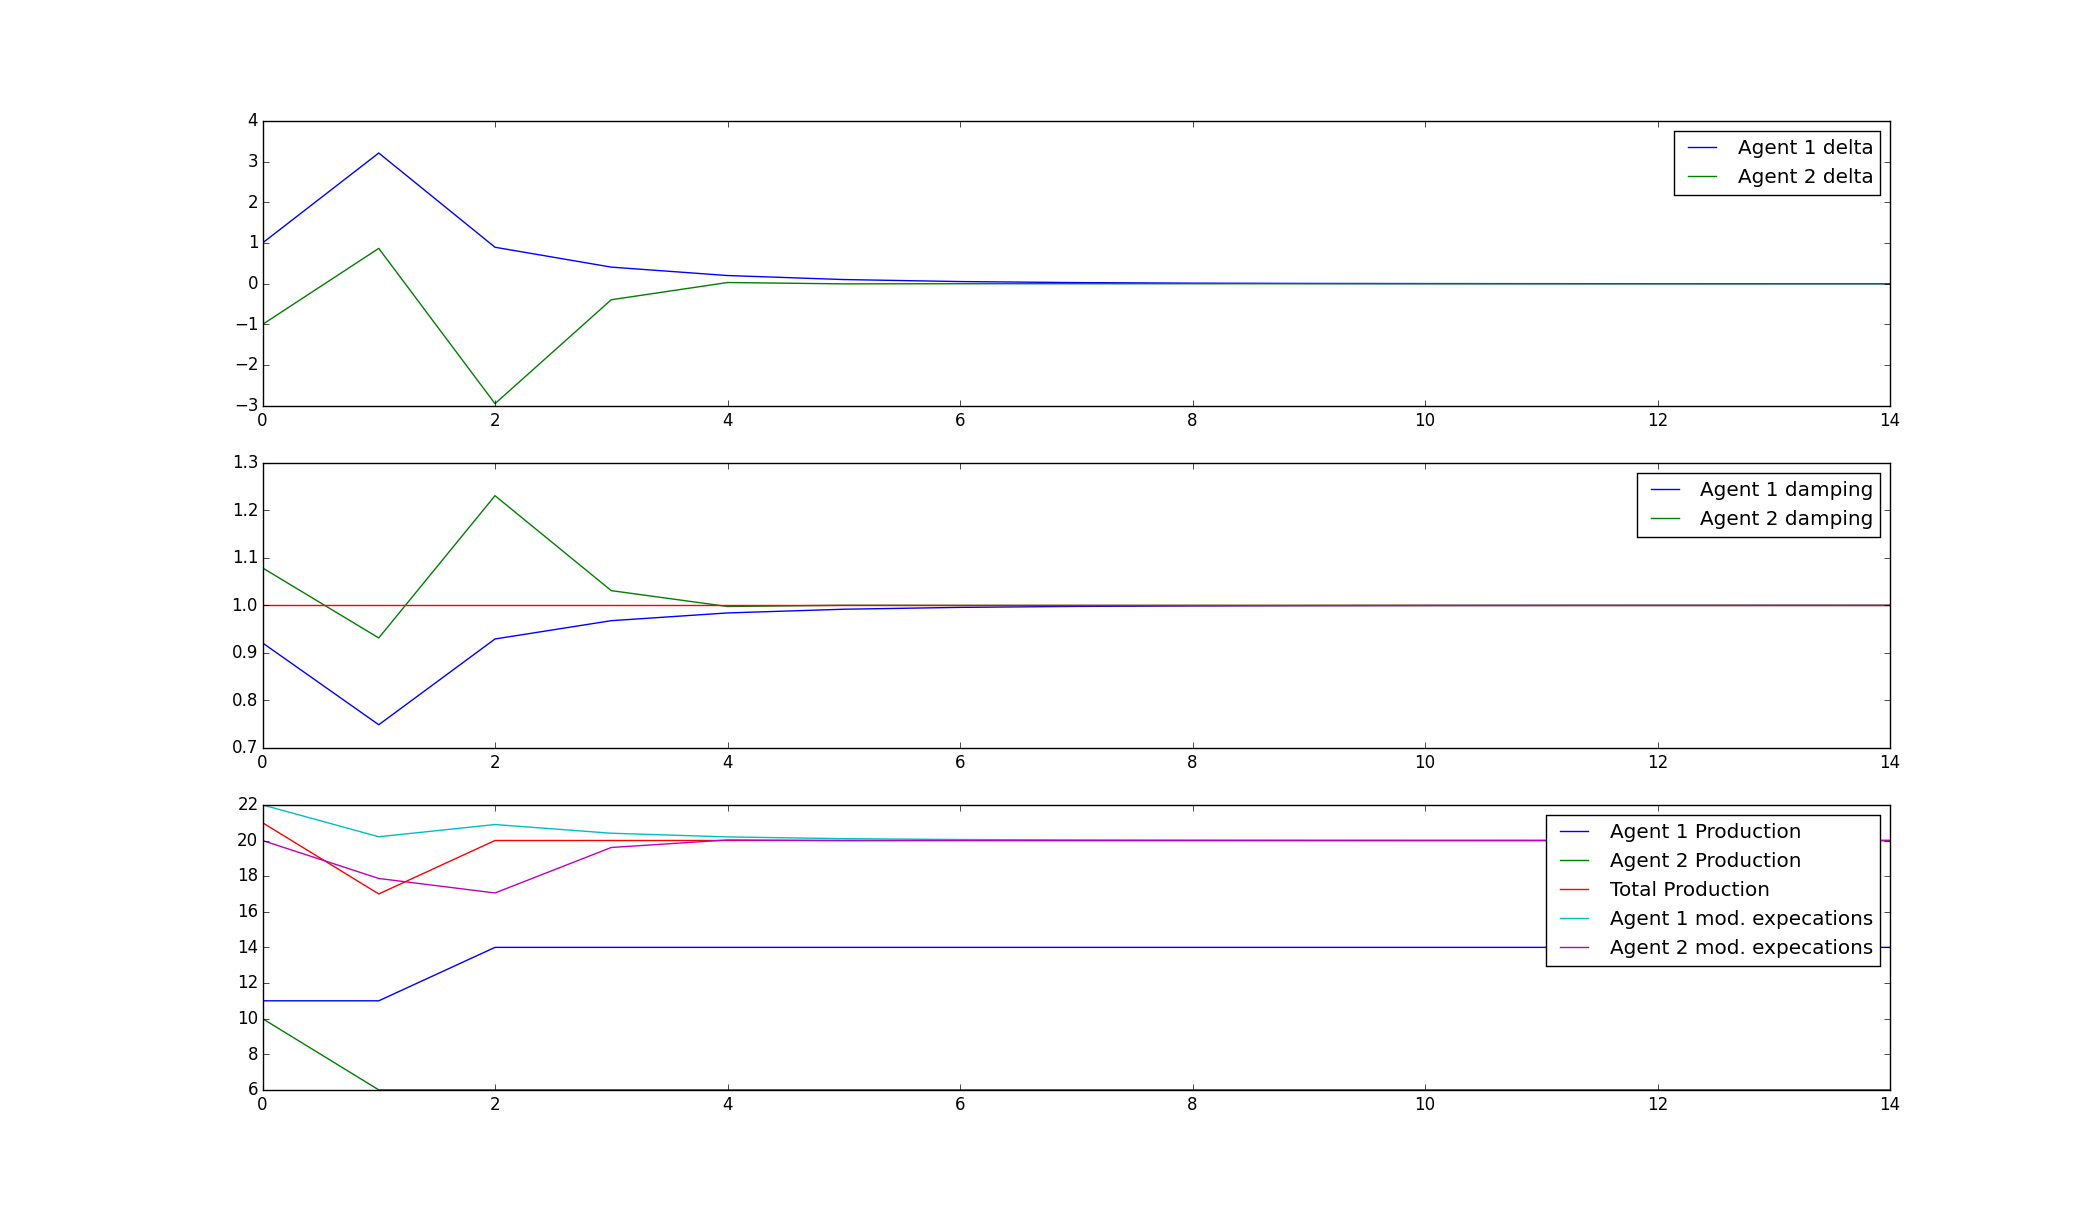 4
3
2
1
0
−1
−2
−3
0 2 4 6 8 10 12 14
Agent 1 delta
Agent 2 delta
1.3
1.2
1.1
1.0
0.9
0.8
0.7
0 2 4 6 8 10 12 14
Agent 1 damping
Agent 2 damping
22
20
18
16
14
12
10
8
6
0 2 4 6 8 10 12 14
Agent 1 Production
Agent 2 Production
Total Production
Agent 1 mod. expecations
Agent 2 mod. expecations